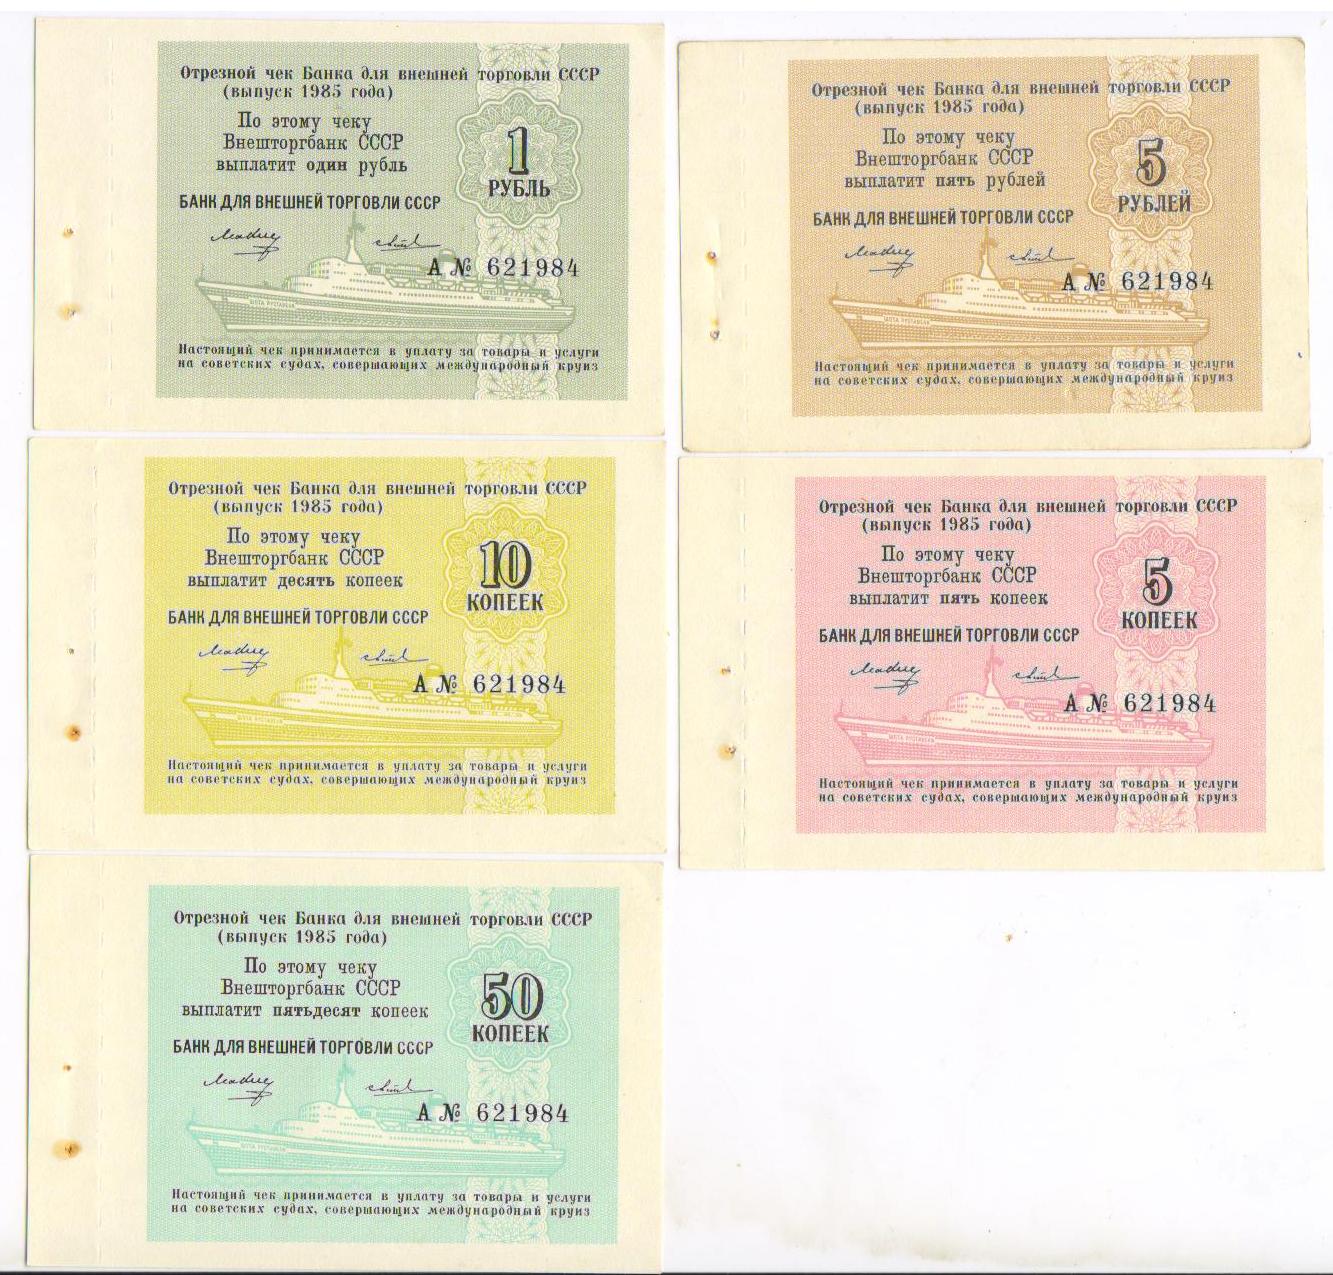 Отрезной чек Банка для внешней торговли СССР
(выпуск 1985 года)
По этому чеку
Внешторгбанк СССР
выплатит один рубль
1
РУБЛЬ
БАНК ДЛЯ ВНЕШНЕЙ ТОРГОВЛИ СССР
А № 621984
ШОТА РУСТАВЕЛИ
Настоящий чек принимается в уплату за товары и услуги
на советских судах, совершающих международный круиз
Отрезной чек Банка для внешней торговли СССР
(выпуск 1985 года)
По этому чеку
Внешторгбанк СССР
выплатит пять рублей
5
РУБЛЕЙ
БАНК ДЛЯ ВНЕШНЕЙ ТОРГОВЛИ СССР
А № 621984
ШОТА РУСТАВЕЛИ
Настоящий чек принимается в уплату за товары и услуги
на советских судах, совершающих международный круиз
Отрезной чек Банка для внешней торговли СССР
(выпуск 1985 года)
По этому чеку
Внешторгбанк СССР
выплатит десять копеек
10
КОПЕЕК
БАНК ДЛЯ ВНЕШНЕЙ ТОРГОВЛИ СССР
А № 621984
ШОТА РУСТАВЕЛИ
Настоящий чек принимается в уплату за товары и услуги
на советских судах, совершающих международный круиз
Отрезной чек Банка для внешней торговли СССР
(выпуск 1985 года)
По этому чеку
Внешторгбанк СССР
выплатит пять копеек
5
КОПЕЕК
БАНК ДЛЯ ВНЕШНЕЙ ТОРГОВЛИ СССР
А № 621984
ШОТА РУСТАВЕЛИ
Настоящий чек принимается в уплату за товары и услуги
на советских судах, совершающих международный круиз
Отрезной чек Банка для внешней торговли СССР
(выпуск 1985 года)
По этому чеку
Внешторгбанк СССР
выплатит пятьдесят копеек
50
КОПЕЕК
БАНК ДЛЯ ВНЕШНЕЙ ТОРГОВЛИ СССР
А № 621984
ШОТА РУСТАВЕЛИ
Настоящий чек принимается в уплату за товары и услуги
на советских судах, совершающих международный круиз